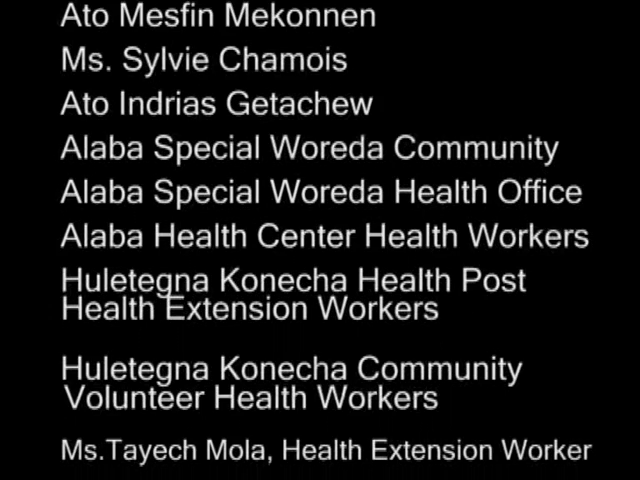 Ato Mesfin Mekonnen
Ms. Sylvie Chamois
Ato Indrias Getachew
Alaba Special Woreda Community
Alaba Special Woreda Health Office
Alaba Health Center Health Workers
Huletegna Konecha Health Post
Health Extension Workers
Huletegna Konecha Community
Volunteer Health Workers
Ms.Tayech Mola, Health Extension Worker